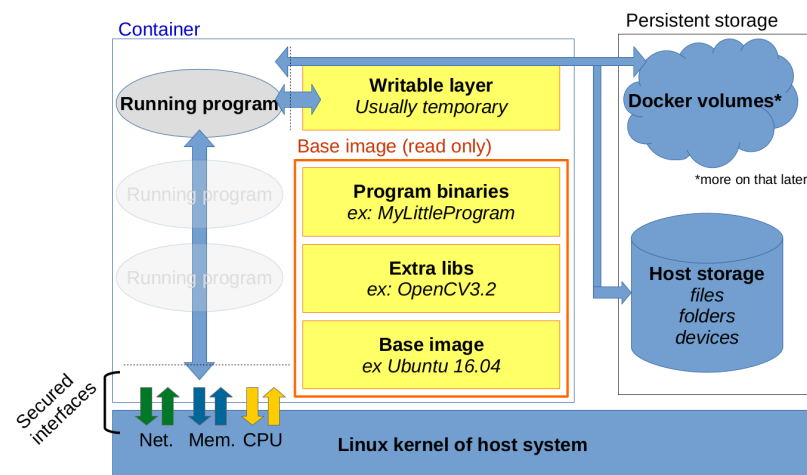 Container
Persistent storage
Running program
Writable layer
Usually temporary
Docker volumes*
*more on that later
Base image (read only)
Running program
Program binaries
ex: MyLittleProgram
Running program
Extra libs
ex: OpenCV3.2
Host storage
files
folders
devices
Base image
ex Ubuntu 16.04
Secured
interfaces
Net. Mem. CPU
Linux kernel of host system